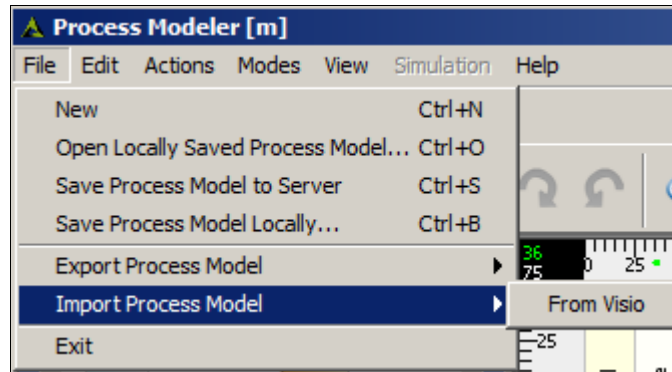 Process Modeler [m]
File Edit Actions Modes View Simulation Help
New Ctrl+N
Open Locally Saved Process Model... Ctrl+O
Save Process Model to Server Ctrl+S
Save Process Model Locally... Ctrl+B
Export Process Model
36
75
0 25
Import Process Model
From Visio
-25
Exit